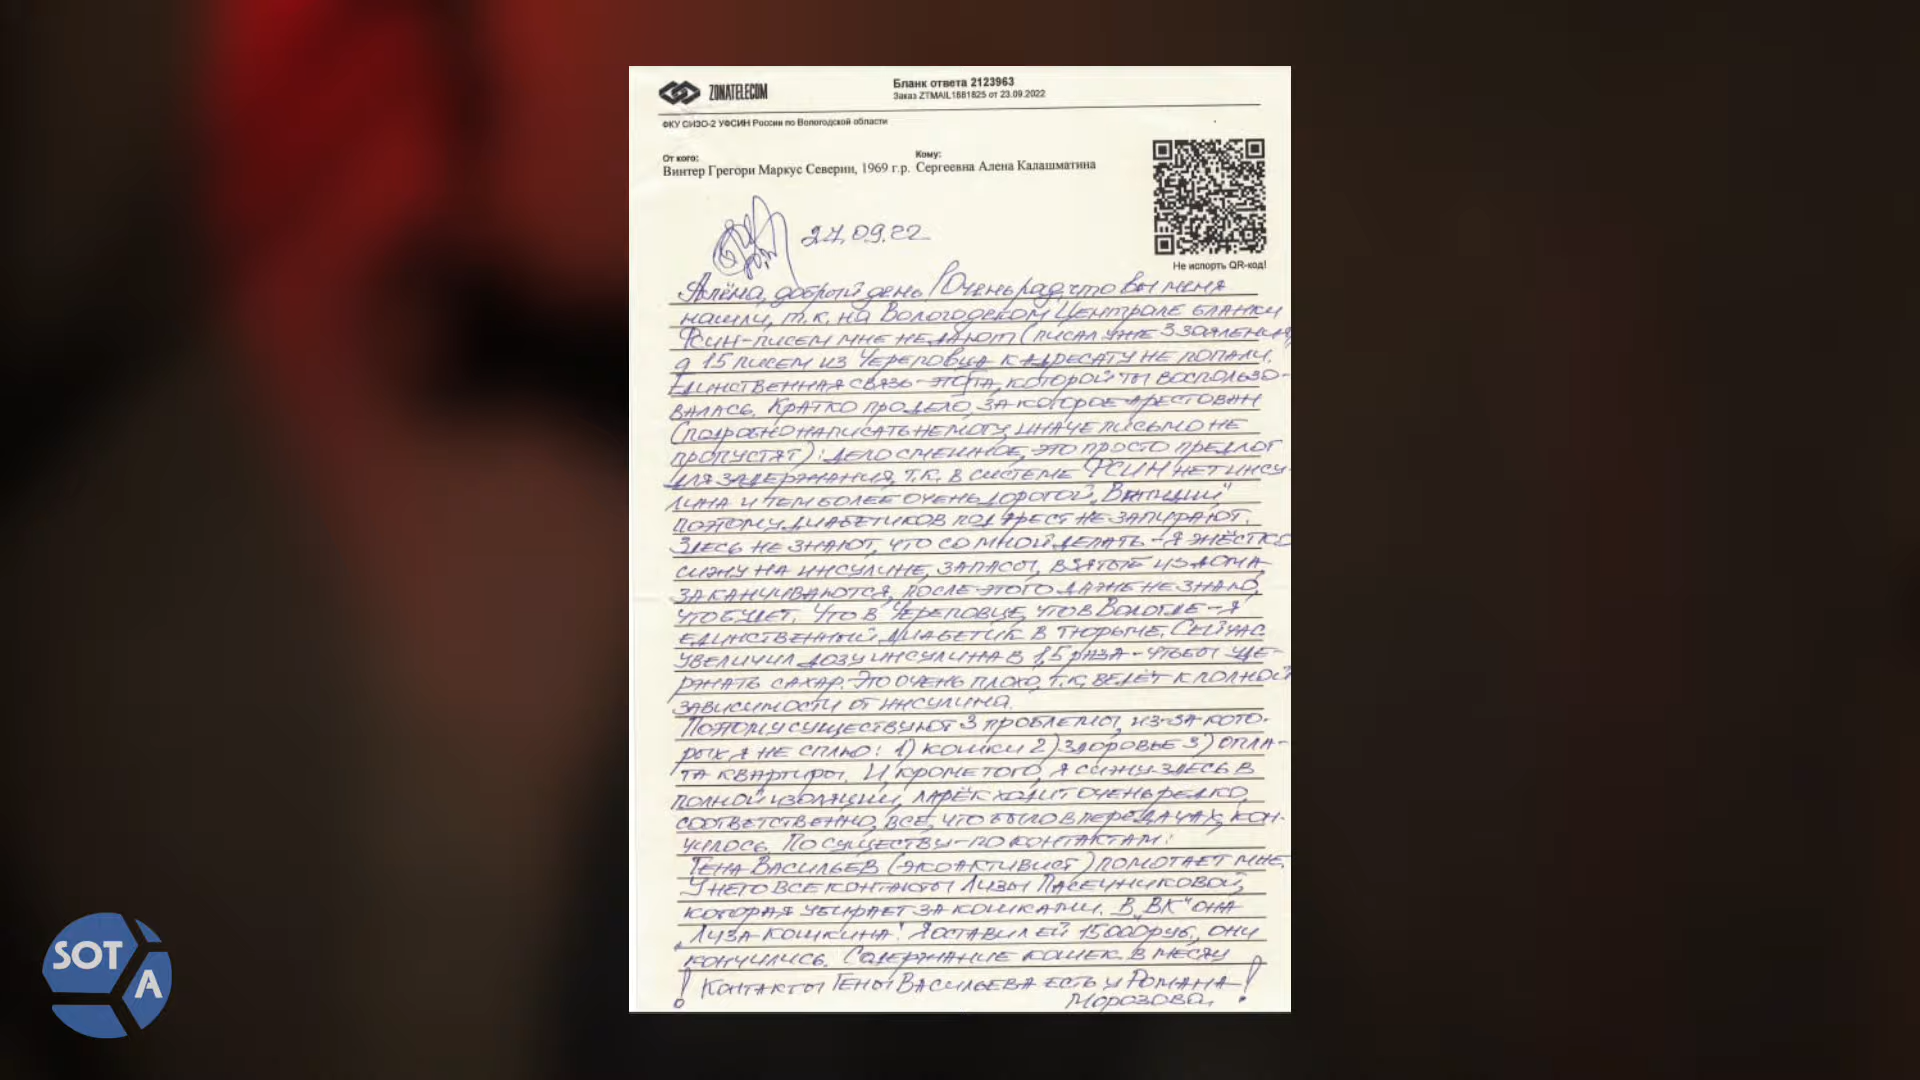 ZONATELECOM
Бланк ответа 2123963
Заказ ZTMAIL1881825 от 23.09.2022
ФКУ СИЗО-2 УФСИН России по Вологодской области
От кого:
Винтер Грегори Маркус Северин, 1969 г.р.
Кому:
Сергеевна Алена Калашматина
Не испорть QR-код!
27.09.22
Алёна, добрый день! Очень рад, что вы меня
нашли, т.к. на Вологодском Централе бланки
ФСИН-писем мне не дают (писал уже 3 заявления,
а 15 писем из Череповца к адресату не попали.
Единственная связь - эта, которой ты воспользо-
валась. Кратко про дело, за которое арестован
(подробно написать не могу, иначе письмо не
пропустят): дело смешное, это просто предлог
для задержания, т.к. в системе ФСИН нет инсу-
лина и тем более очень дорогой
поэтому диабетиков под арест не запирают.
Здесь не знают, что со мной делать - я жёстко
сижу на инсулине, запасы, взятые из дома,
заканчиваются, после этого даже не знаю,
что будет. Что в Череповце, что в Вологде - я
единственный диабетик в тюрьме. Сейчас
увеличил дозу инсулина в 1,5 раза - чтобы уде-
ржать сахар. Это очень плохо, т.к. ведёт к полной
зависимости от инсулина.
Поэтому существуют 3 проблемы, из-за кото-
рых я не сплю: 1) кошки 2) здоровье 3) опла-
та квартиры. И, кроме того, я сижу здесь в
полной изоляции, ларёк ходит очень редко,
соответственно, всё, что было в передачах, кон-
чилось. По существу - по контактам:
Гена Васильев (экоактивист) помогает мне.
У него все контакты Лизы Пасечниковой,
которая убирает за кошками. В "ВК" она
"Лиза Кошкина". Я оставил ей 15000 руб., они
кончились. Содержание кошек в месяц
! Контакты Гены Васильева есть у Романа !
Морозова.
SOT
A